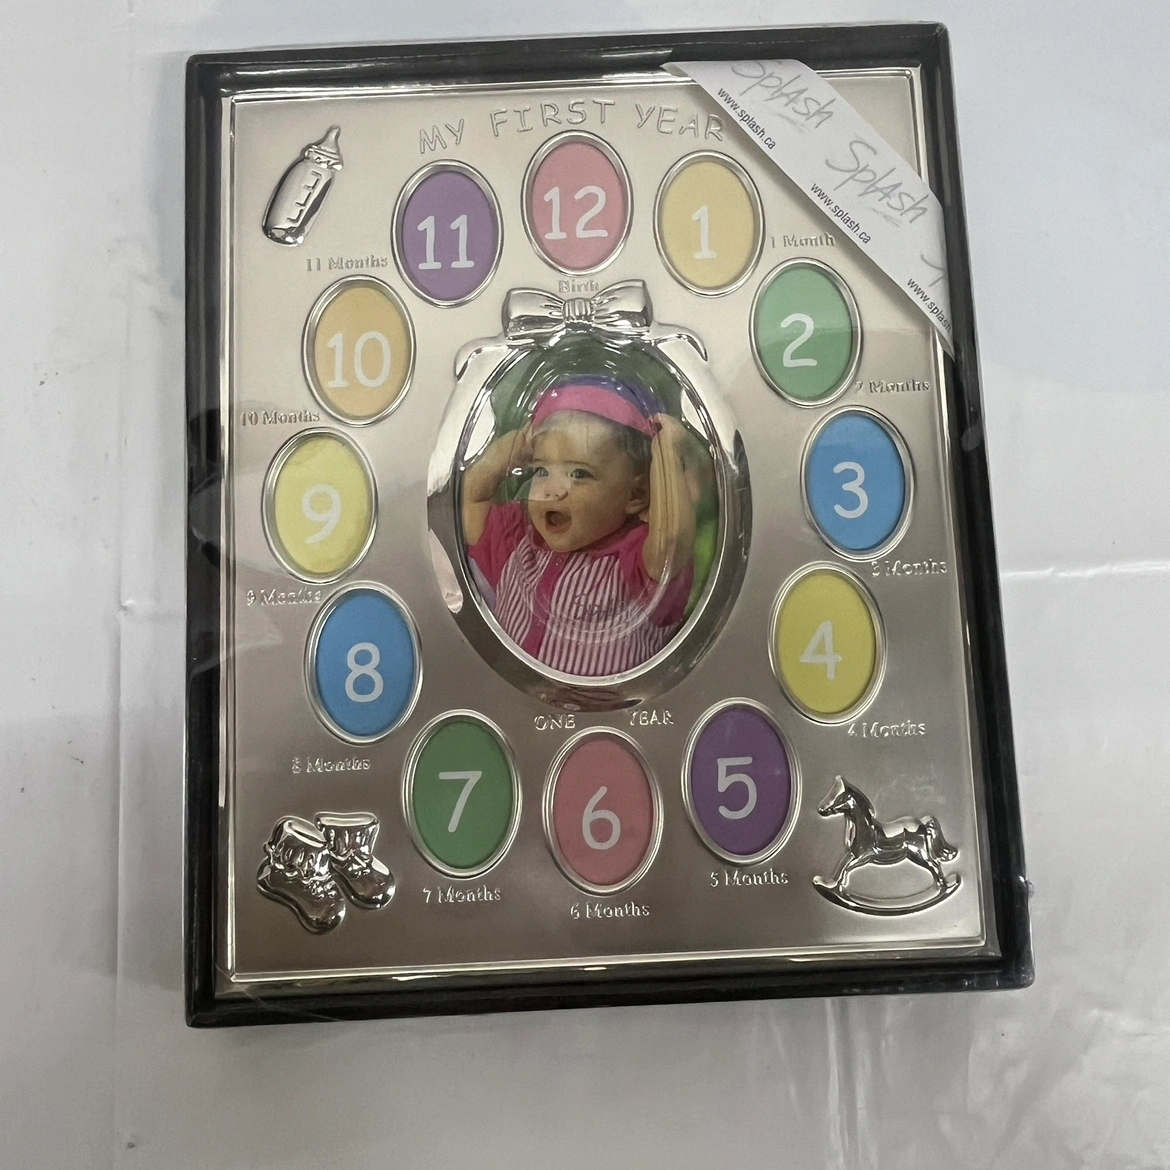 MY FIRST YEAR
Splash
www.splash.ca
Splash
www.splash.ca
www.splash
12
Birth
1
1 Month
2
2 Months
3
3 Months
4
4 Months
5
5 Months
6
6 Months
7
7 Months
8
8 Months
9
9 Months
10
10 Months
11
11 Months
ONE YEAR